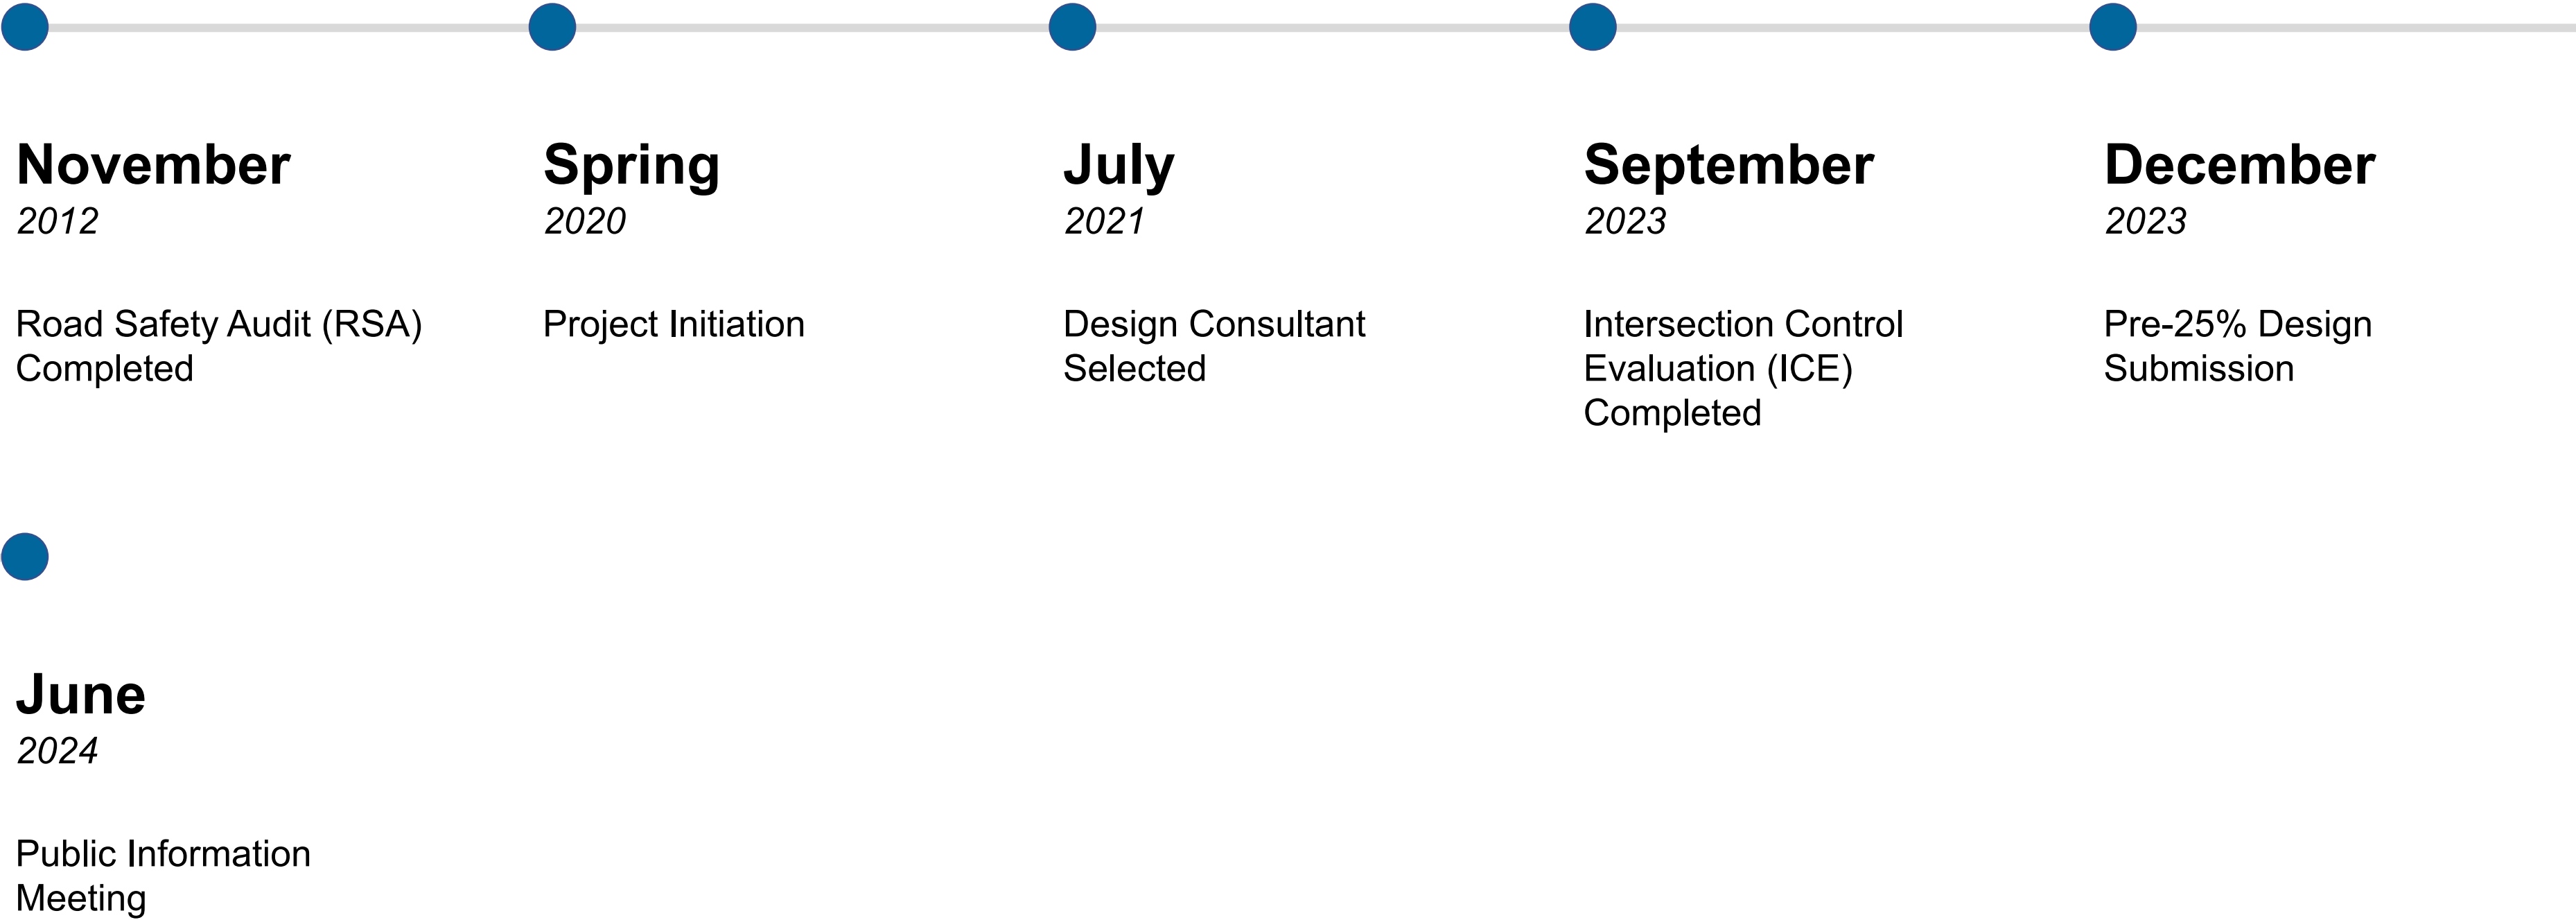 November
2012
Road Safety Audit (RSA)
Completed
Spring
2020
Project Initiation
July
2021
Design Consultant
Selected
September
2023
Intersection Control
Evaluation (ICE)
Completed
December
2023
Pre-25% Design
Submission
June
2024
Public Information
Meeting